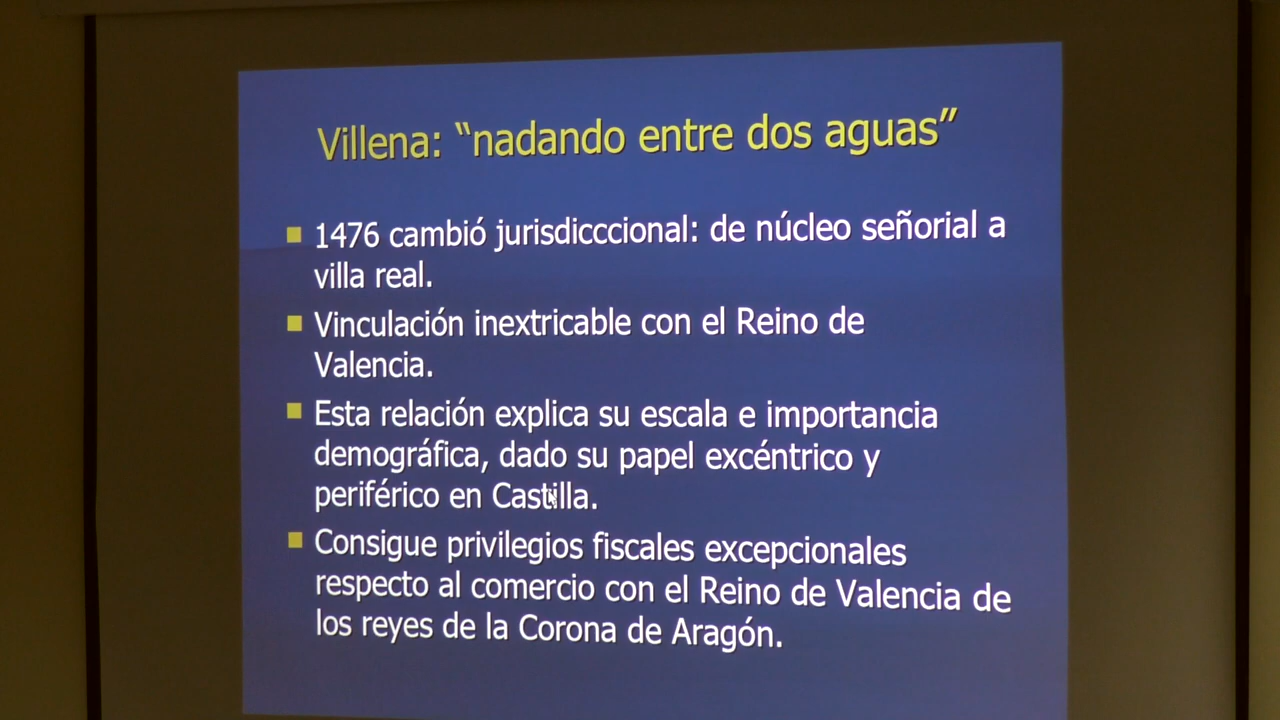 Villena: “nadando entre dos aguas”
1476 cambió jurisdicccional: de núcleo señorial a
villa real.
Vinculación inextricable con el Reino de
Valencia.
Esta relación explica su escala e importancia
demográfica, dado su papel excéntrico y
periférico en Castilla.
Consigue privilegios fiscales excepcionales
respecto al comercio con el Reino de Valencia de
los reyes de la Corona de Aragón.